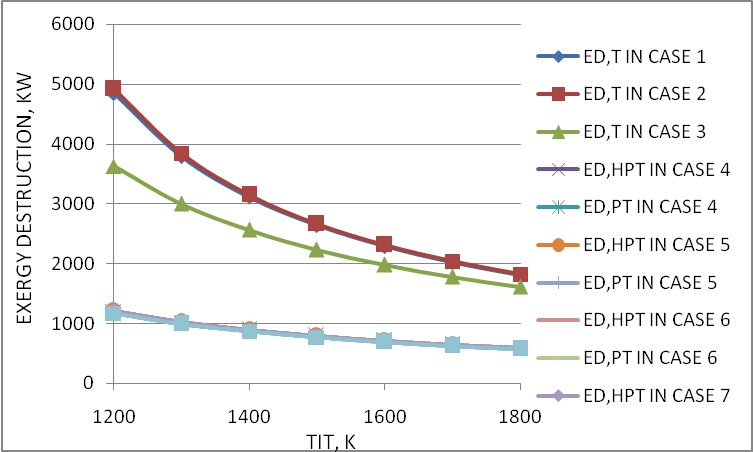 6000
5000
4000
3000
2000
1000
0
EXERGY DESTRUCTION, KW
1200
1400
1600
1800
TIT, K
ED,T IN CASE 1
ED,T IN CASE 2
ED,T IN CASE 3
ED,HPT IN CASE 4
ED,PT IN CASE 4
ED,HPT IN CASE 5
ED,PT IN CASE 5
ED,HPT IN CASE 6
ED,PT IN CASE 6
ED,HPT IN CASE 7